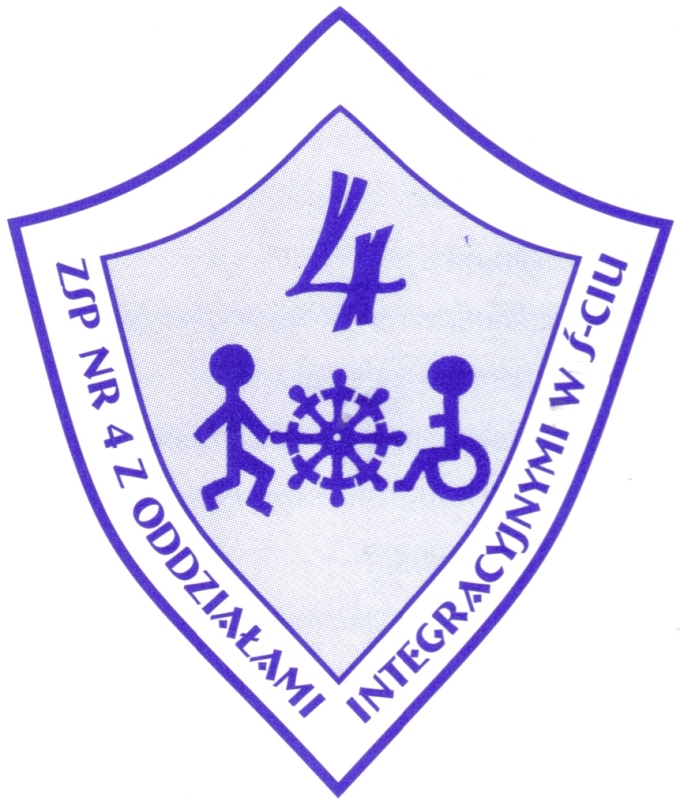 4
ZSP NR 4 Z ODDZIAŁAMI
INTEGRACYJNYMI W Ś-CIU